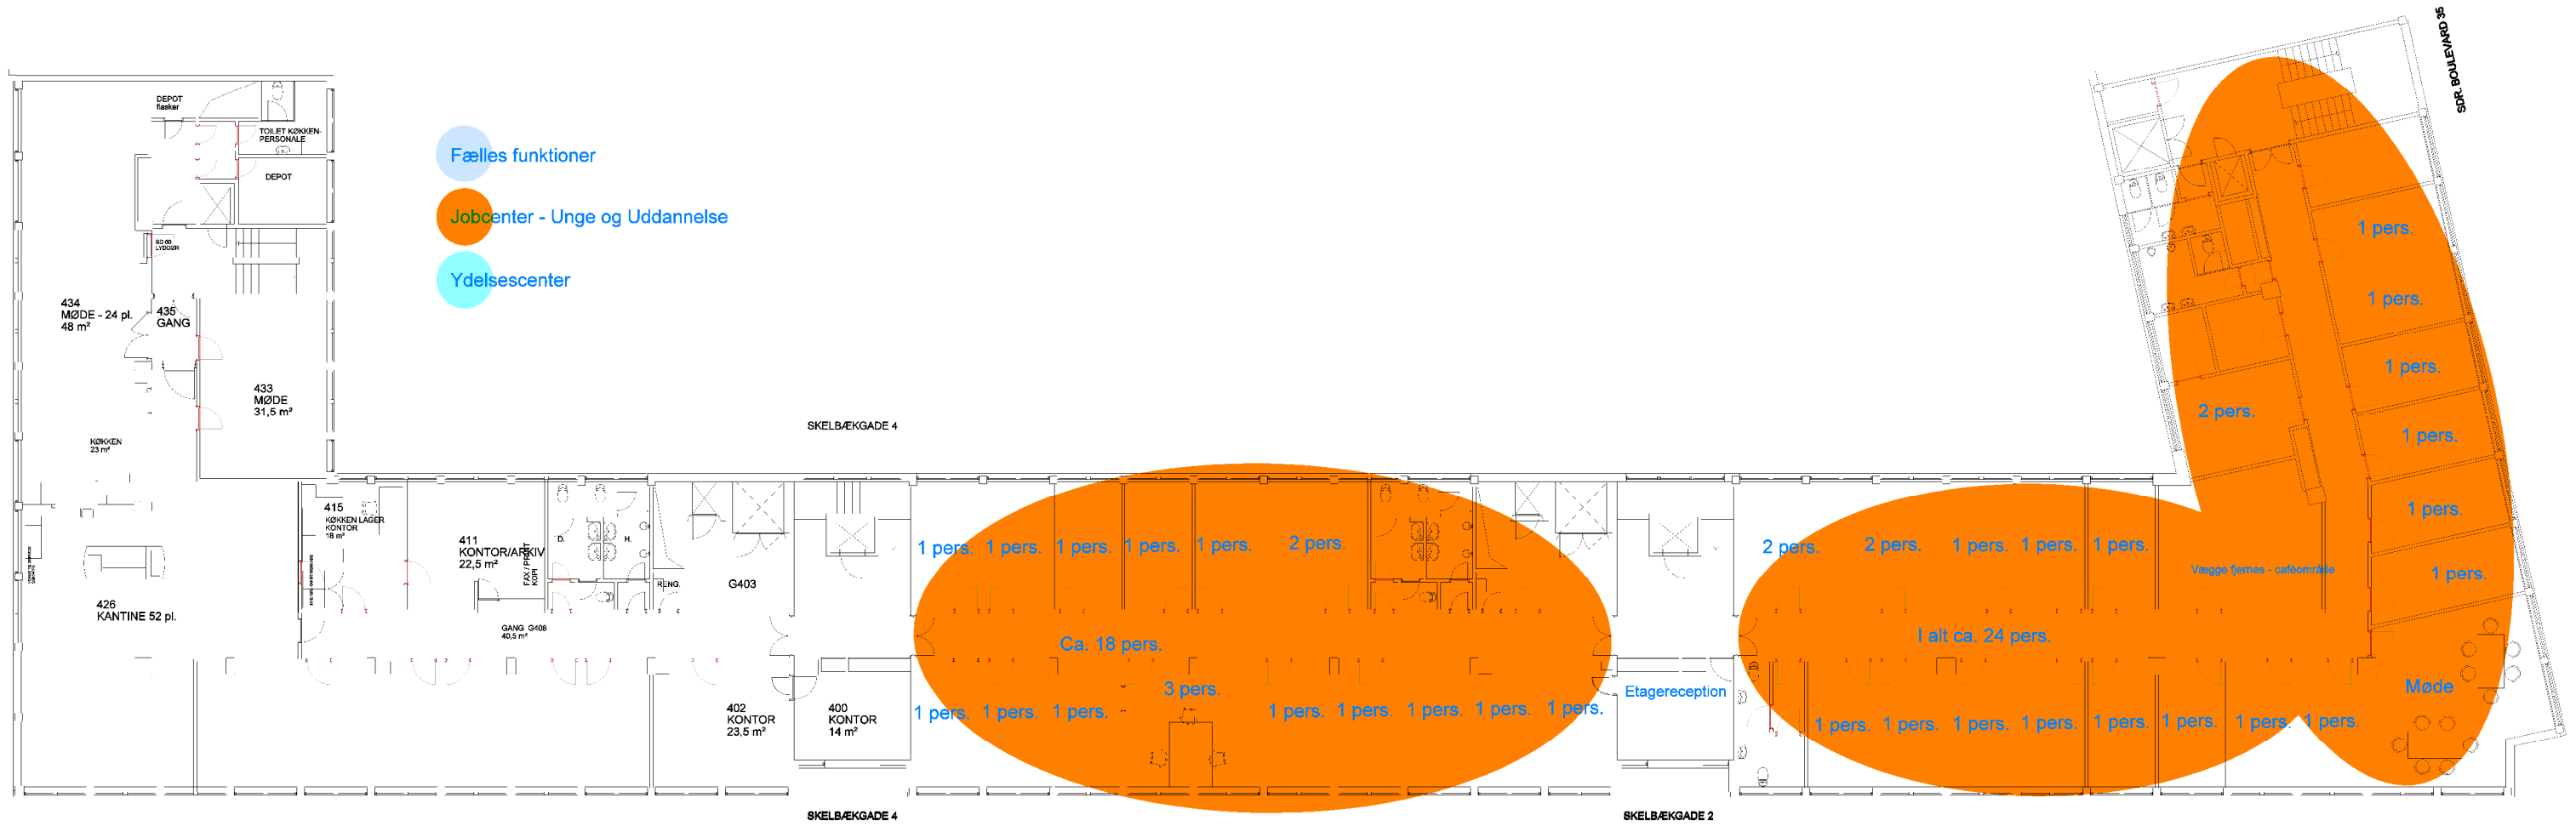 SDR. BOULEVARD 35
DEPOT
flasker
TOILET KØKKEN-
PERSONALE
DEPOT
SD 60
LYDDØR
Fælles funktioner
Jobcenter - Unge og Uddannelse
Ydelsescenter
434
MØDE - 24 pl.
48 m²
435
GANG
433
MØDE
31,5 m²
KØKKEN
23 m²
426
KANTINE 52 pl.
415
KØKKEN LAGER
KONTOR
18 m²
411
KONTOR/ARKIV
22,5 m²
FAX / PRINT
KOPI
D.
H.
RENG.
G403
GANG G406
40,5 m²
402
KONTOR
23,5 m²
400
KONTOR
14 m²
SKELBÆKGADE 4
1 pers.
1 pers.
1 pers.
1 pers.
1 pers.
2 pers.
Ca. 18 pers.
3 pers.
1 pers.
1 pers.
1 pers.
1 pers.
1 pers.
1 pers.
1 pers.
1 pers.
Etagereception
2 pers.
2 pers.
1 pers.
1 pers.
1 pers.
Vægge fjernes - caféområde
I alt ca. 24 pers.
1 pers.
1 pers.
1 pers.
1 pers.
1 pers.
1 pers.
1 pers.
1 pers.
Møde
1 pers.
1 pers.
1 pers.
2 pers.
1 pers.
1 pers.
1 pers.
SKELBÆKGADE 4
SKELBÆKGADE 2